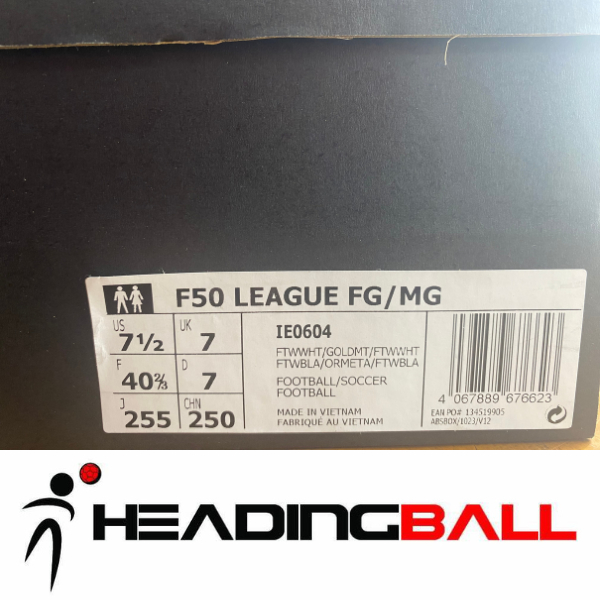 F50 LEAGUE FG/MG
US 7½ UK 7
F 40⅔ D 7
J 255 CHN 250
IE0604
FTWWHT/GOLDMT/FTWWHT
FTWBLA/ORMETA/FTWBLA
FOOTBALL/SOCCER
FOOTBALL
MADE IN VIETNAM
FABRIQUÉ AU VIETNAM
4 067889 676623
EAN PO# 134519905
ABSBOX/1023/V12
HEADINGBALL